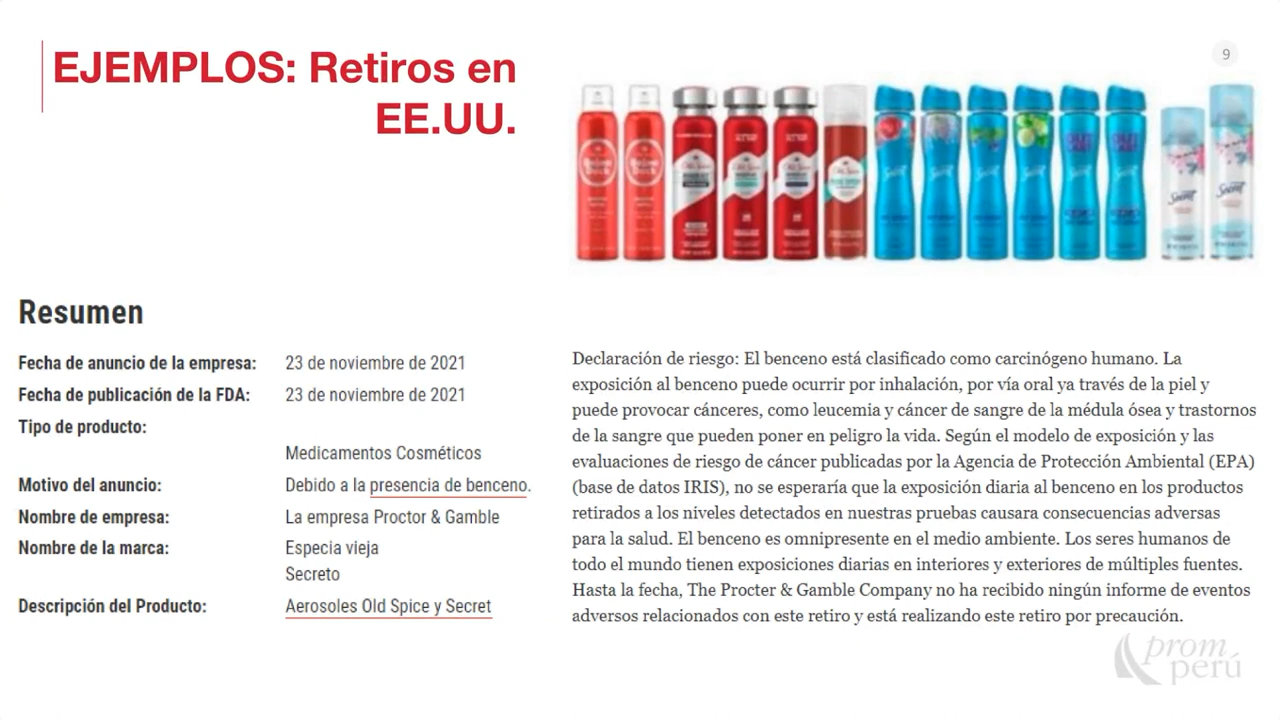 EJEMPLOS: Retiros en
EE.UU.
9
Resumen
Fecha de anuncio de la empresa: 23 de noviembre de 2021
Fecha de publicación de la FDA: 23 de noviembre de 2021
Tipo de producto:
Medicamentos Cosméticos
Motivo del anuncio: Debido a la presencia de benceno.
Nombre de empresa: La empresa Proctor & Gamble
Nombre de la marca: Especia vieja
Secreto
Descripción del Producto: Aerosoles Old Spice y Secret
Declaración de riesgo: El benceno está clasificado como carcinógeno humano. La
exposición al benceno puede ocurrir por inhalación, por vía oral ya través de la piel y
puede provocar cánceres, como leucemia y cáncer de sangre de la médula ósea y trastornos
de la sangre que pueden poner en peligro la vida. Según el modelo de exposición y las
evaluaciones de riesgo de cáncer publicadas por la Agencia de Protección Ambiental (EPA)
(base de datos IRIS), no se esperaría que la exposición diaria al benceno en los productos
retirados a los niveles detectados en nuestras pruebas causara consecuencias adversas
para la salud. El benceno es omnipresente en el medio ambiente. Los seres humanos de
todo el mundo tienen exposiciones diarias en interiores y exteriores de múltiples fuentes.
Hasta la fecha, The Procter & Gamble Company no ha recibido ningún informe de eventos
adversos relacionados con este retiro y está realizando este retiro por precaución.
prom
perú